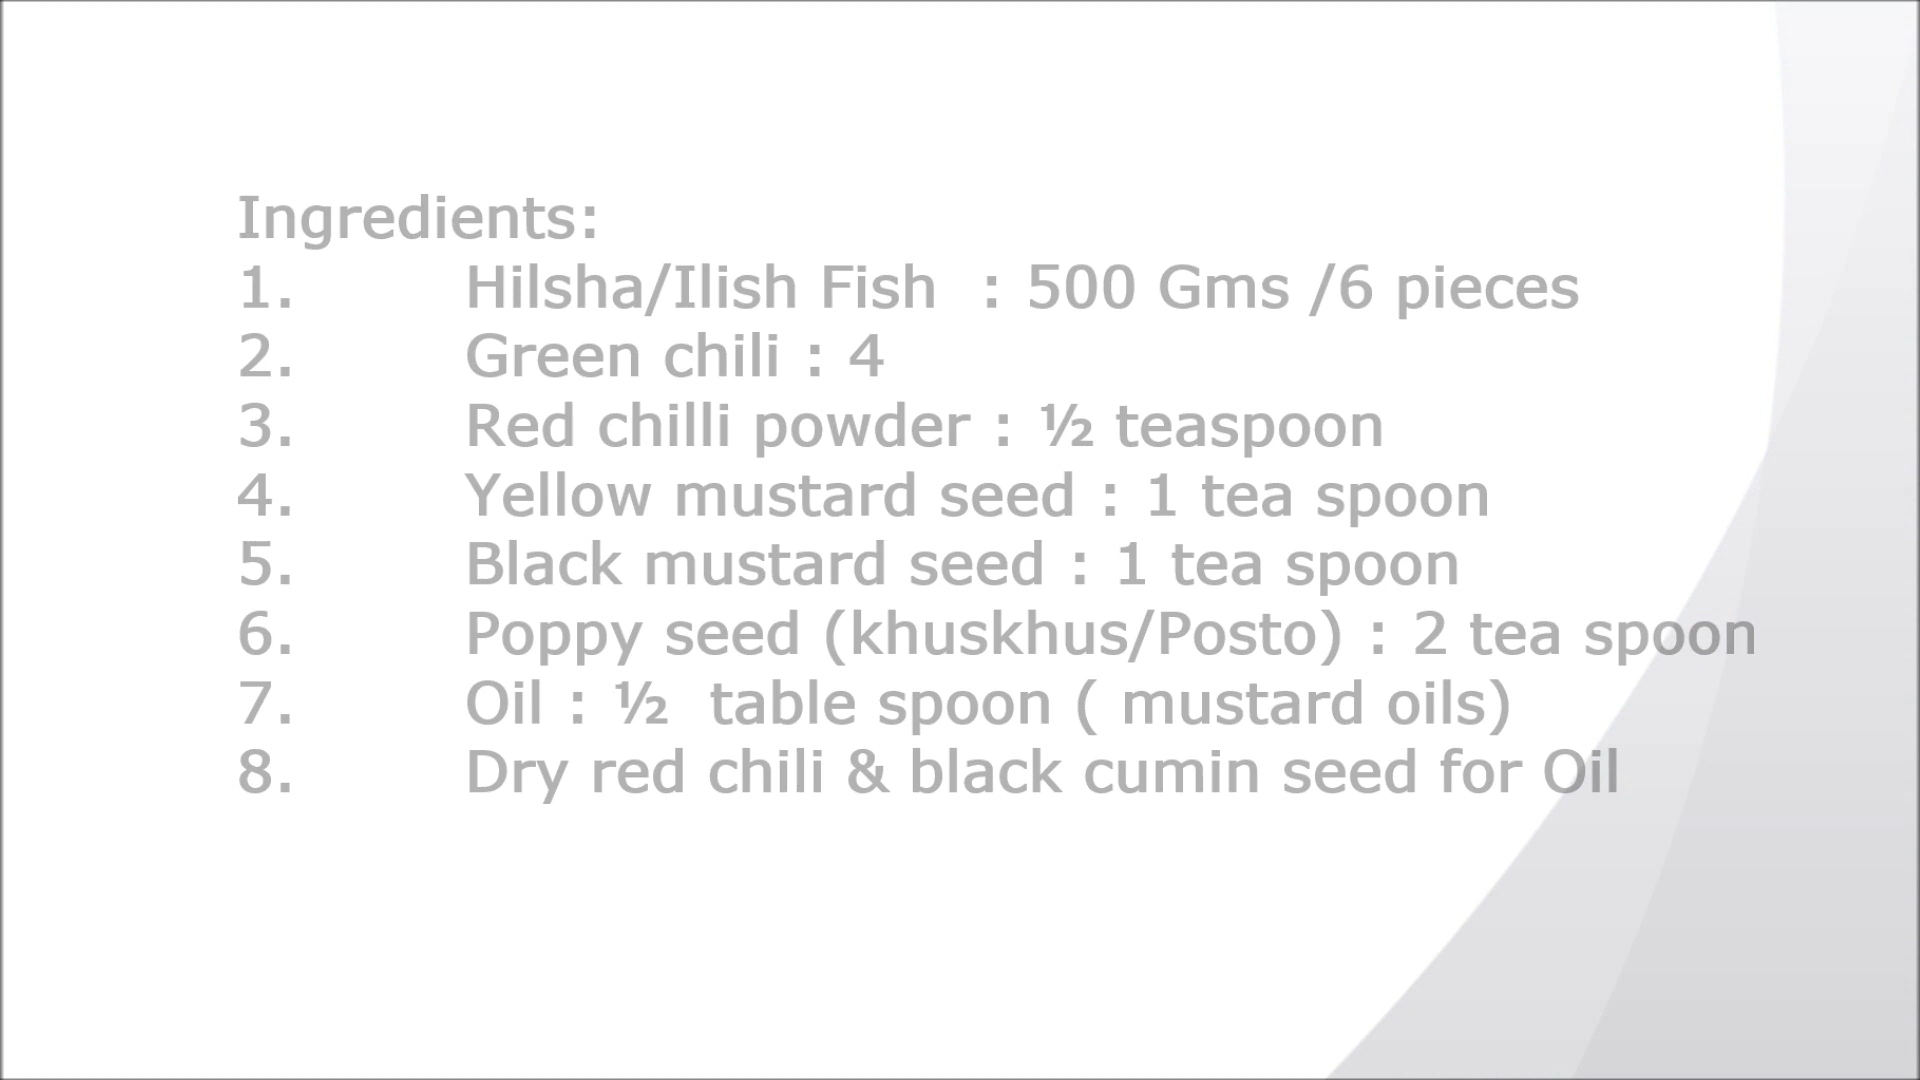 Ingredients:
1. Hilsha/Ilish Fish : 500 Gms /6 pieces
2. Green chili : 4
3. Red chilli powder : ½ teaspoon
4. Yellow mustard seed : 1 tea spoon
5. Black mustard seed : 1 tea spoon
6. Poppy seed (khuskhus/Posto) : 2 tea spoon
7. Oil : ½ table spoon ( mustard oils)
8. Dry red chili & black cumin seed for Oil